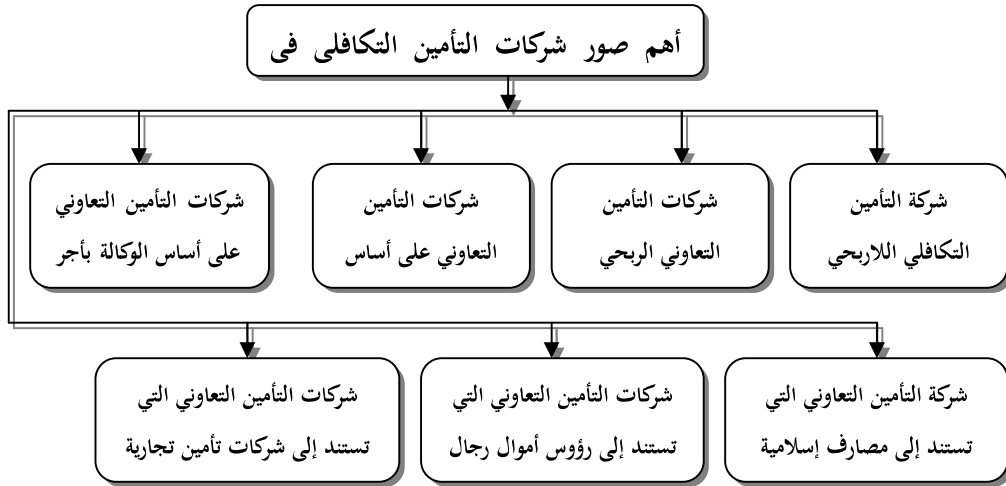 أهم صور شركات التأمين التكافلى فى
شركة التأمين
التكافلي اللاربحي
شركات التأمين
التعاوني الربحي
شركات التأمين
التعاوني على أساس
شركات التأمين التعاوني
على أساس الوكالة بأجر
شركة التأمين التعاوني التي
تستند إلى مصارف إسلامية
شركات التأمين التعاوني التي
تستند إلى رؤوس أموال رجال
شركات التأمين التعاوني التي
تستند إلى شركات تأمين تجارية